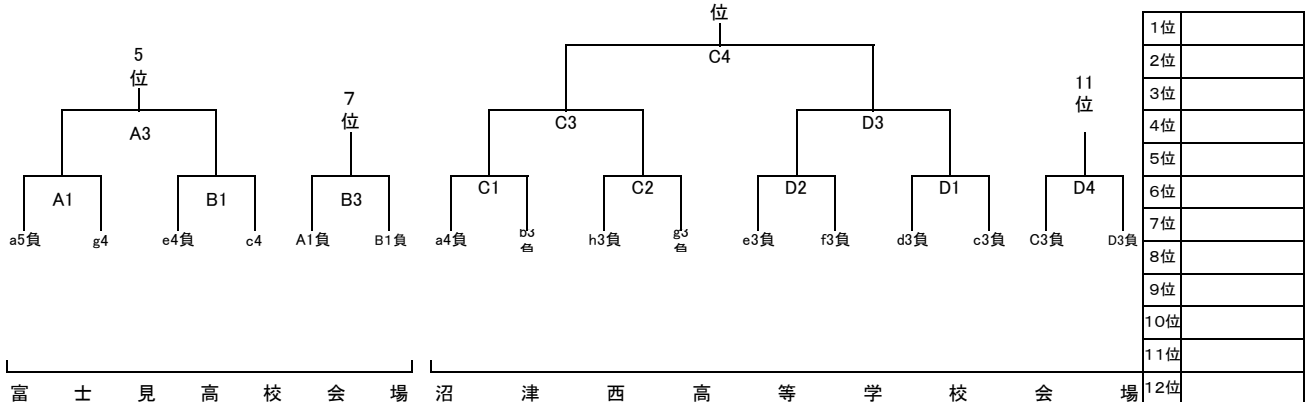 位
1位
5
位
C4
2位
11
位
3位
7
位
A3
C3
D3
4位
5位
A1
B1
B3
C1
C2
D2
D1
D4
6位
a5負
g4
e4負
c4
A1負
B1負
a4負
b3
負
h3負
g3
負
e3負
f3負
d3負
c3負
C3負
D3負
7位
8位
9位
10位
11位
富士見高校会場
沼津西高等学校会場
12位